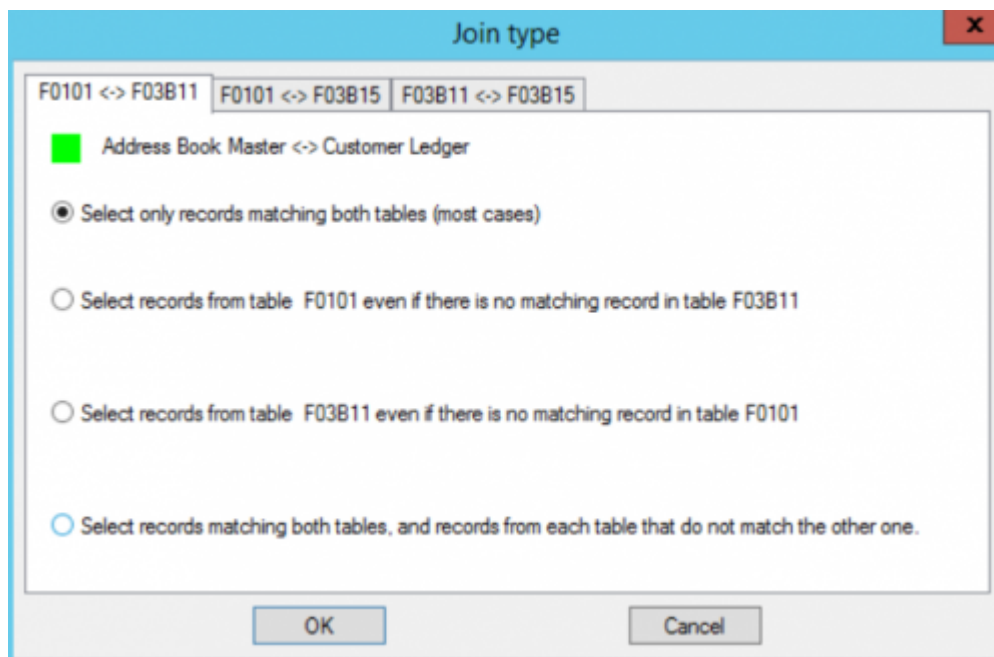 Join type
x
F0101 <-> F03B11
F0101 <-> F03B15
F03B11 <-> F03B15
Address Book Master <-> Customer Ledger
Select only records matching both tables (most cases)
Select records from table F0101 even if there is no matching record in table F03B11
Select records from table F03B11 even if there is no matching record in table F0101
Select records matching both tables, and records from each table that do not match the other one.
OK
Cancel